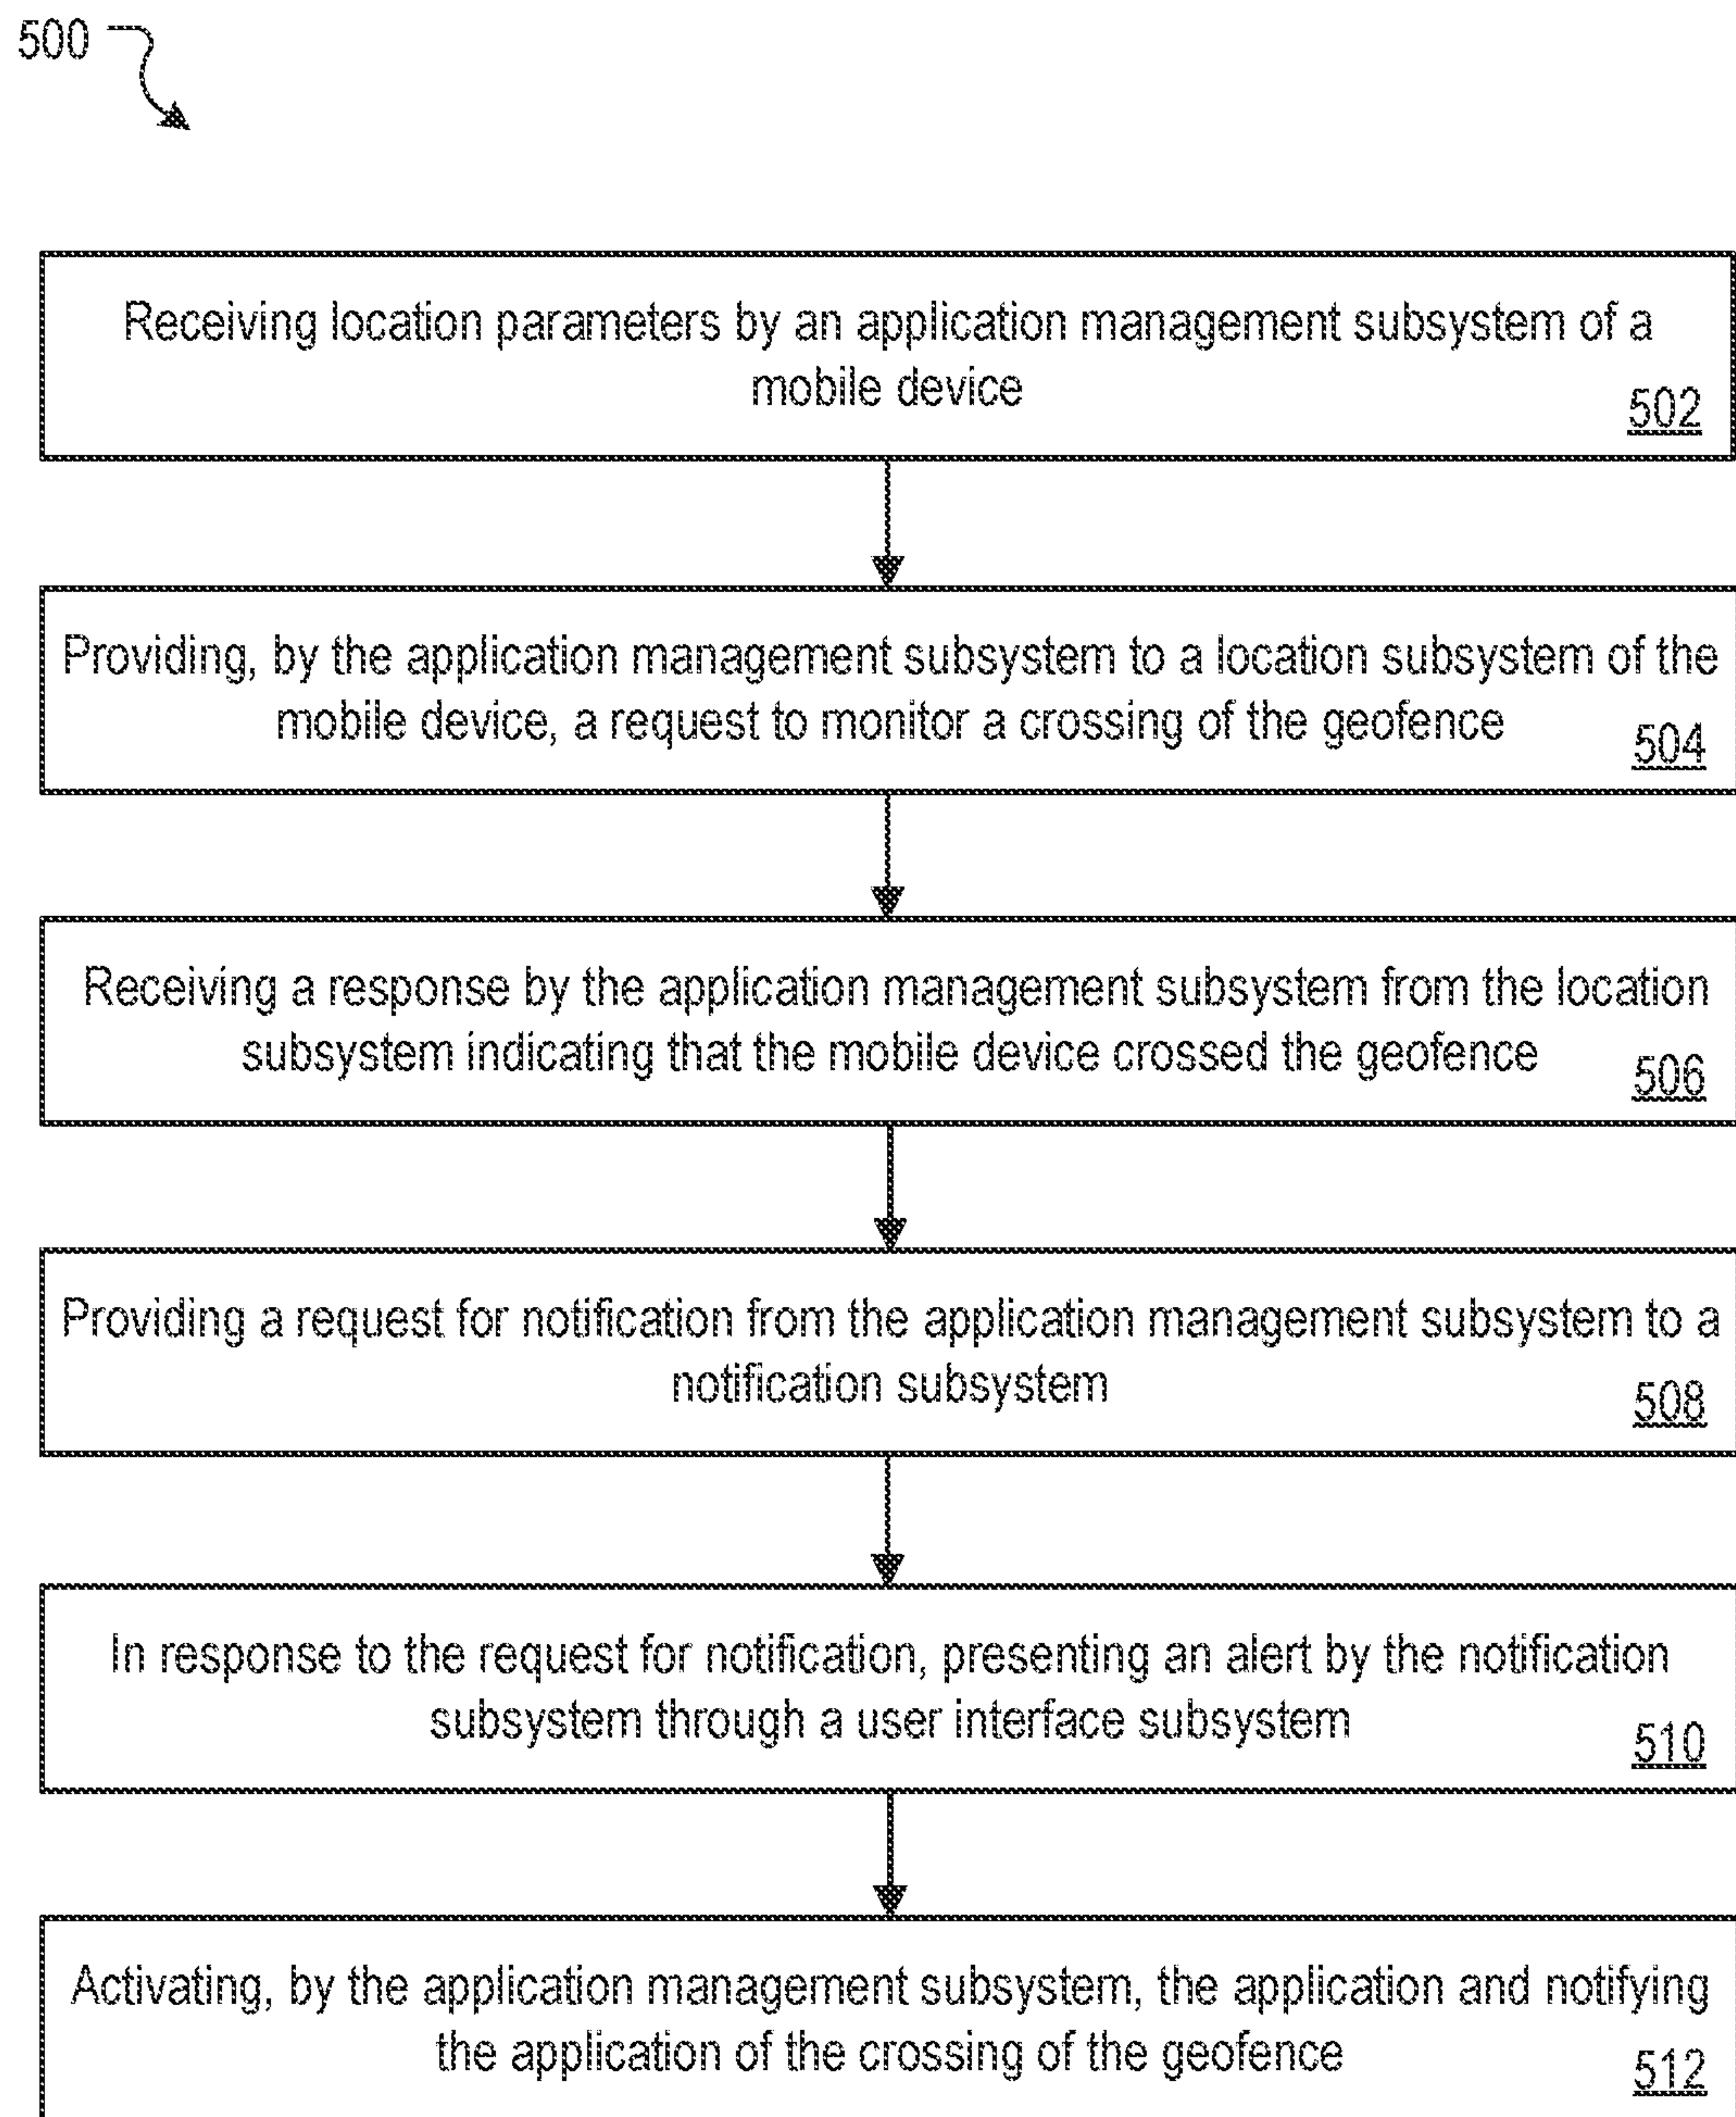 500
Receiving location parameters by an application management subsystem of a
mobile device
502
Providing, by the application management subsystem to a location subsystem of the
mobile device, a request to monitor a crossing of the geofence
504
Receiving a response by the application management subsystem from the location
subsystem indicating that the mobile device crossed the geofence
506
Providing a request for notification from the application management subsystem to a
notification subsystem
508
In response to the request for notification, presenting an alert by the notification
subsystem through a user interface subsystem
510
Activating, by the application management subsystem, the application and notifying
the application of the crossing of the geofence
512